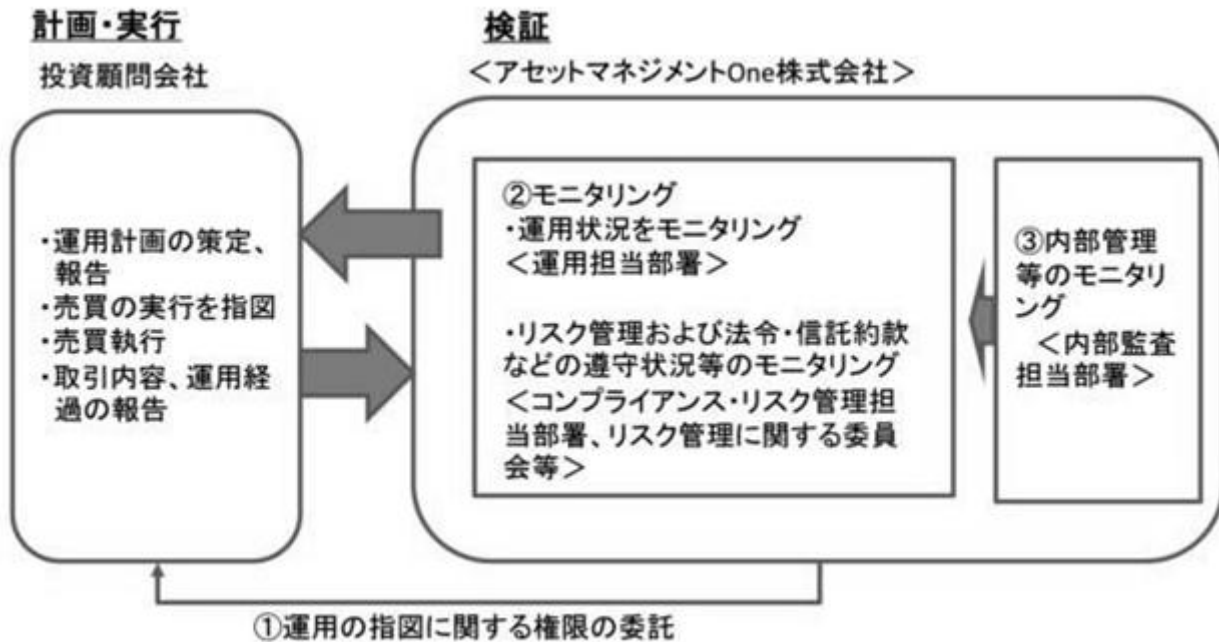 計画・実行
投資顧問会社
・運用計画の策定、
報告
・売買の実行を指図
・売買執行
・取引内容、運用経
過の報告
検証
＜アセットマネジメントOne株式会社＞
②モニタリング
・運用状況をモニタリング
＜運用担当部署＞
・リスク管理および法令・信託約款
などの遵守状況等のモニタリング
＜コンプライアンス・リスク管理担
当部署、リスク管理に関する委員
会等＞
③内部管理
等のモニタリ
ング
＜内部監査
担当部署＞
①運用の指図に関する権限の委託